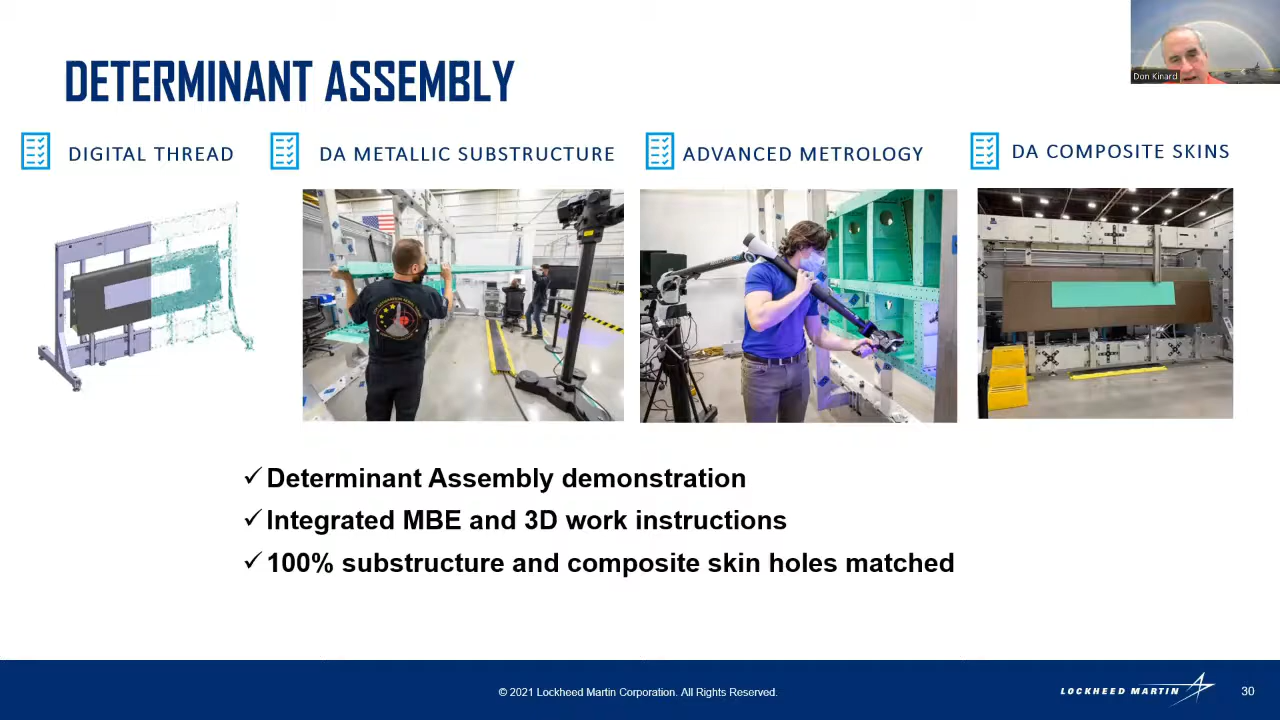 DETERMINANT ASSEMBLY
Don Kinard
DIGITAL THREAD
DA METALLIC SUBSTRUCTURE
ADVANCED METROLOGY
DA COMPOSITE SKINS
✓ Determinant Assembly demonstration
✓ Integrated MBE and 3D work instructions
✓ 100% substructure and composite skin holes matched
© 2021 Lockheed Martin Corporation. All Rights Reserved.
LOCKHEED MARTIN
30